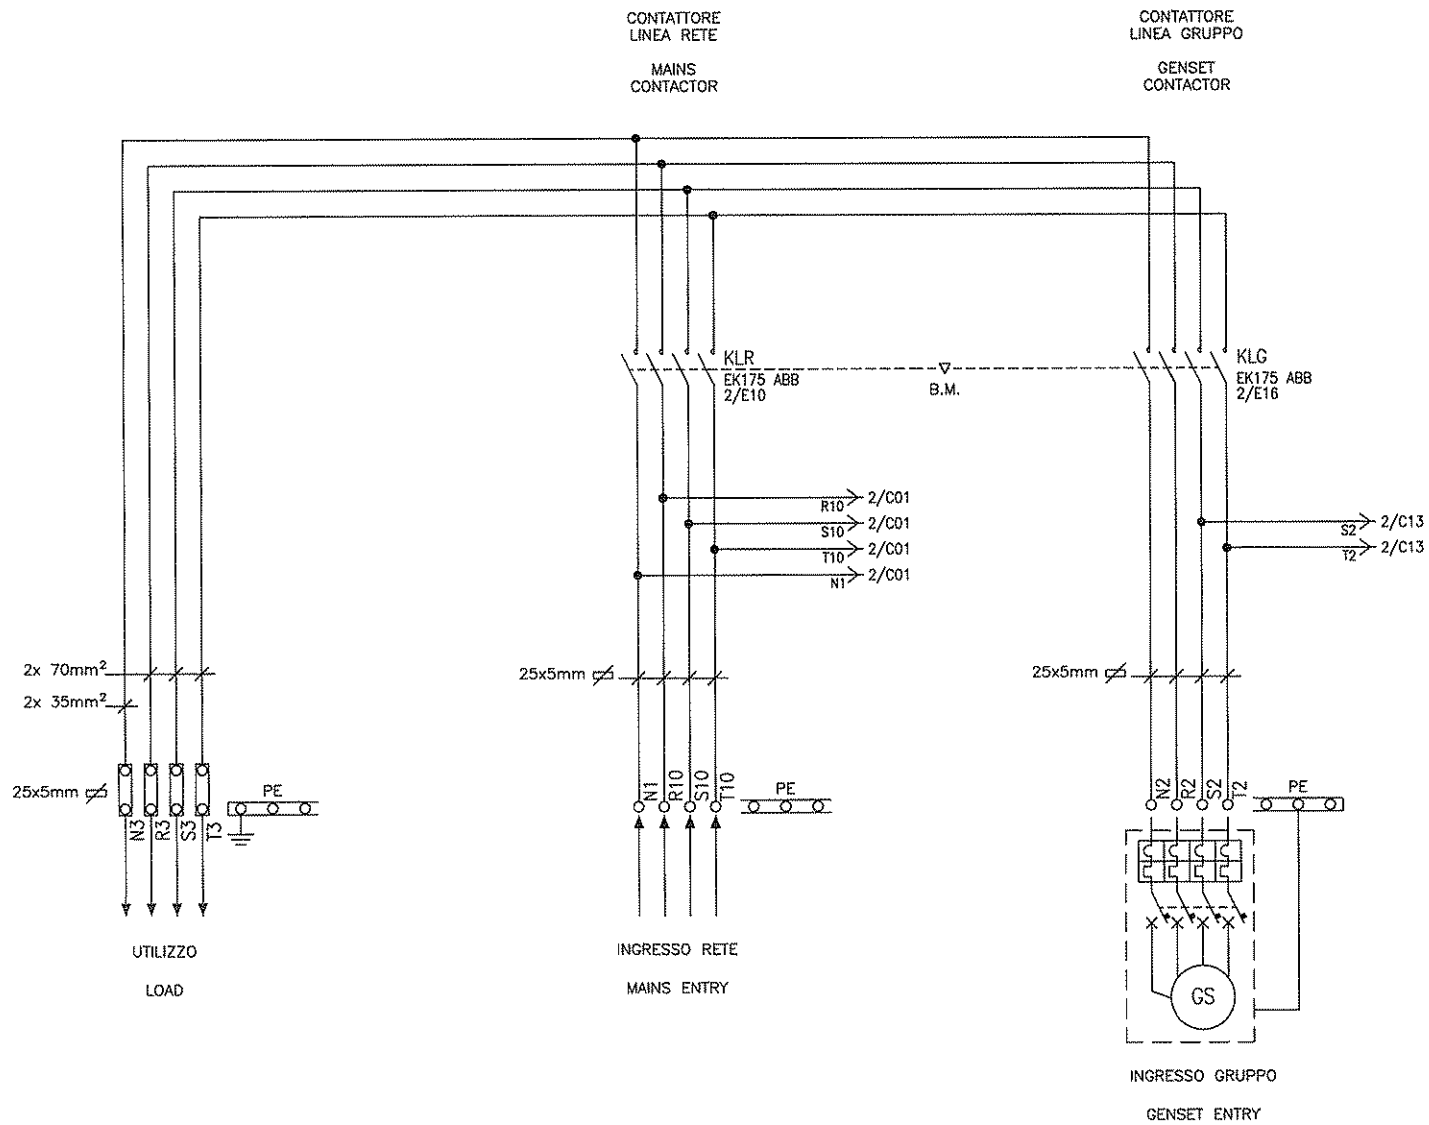 CONTATTORE
LINEA RETE
MAINS
CONTACTOR
CONTATTORE
LINEA GRUPPO
GENSET
CONTACTOR
KLR
EK175 ABB
2/E10
B.M.
KLG
EK175 ABB
2/E16
R10
2/C01
S10
2/C01
T10
2/C01
N1
2/C01
S2
2/C13
T2
2/C13
2x 70mm²
2x 35mm²
25x5mm
25x5mm
25x5mm
N3
R3
S3
T3
PE
N1
R10
S10
T10
PE
N2
R2
S2
T2
PE
GS
UTILIZZO
LOAD
INGRESSO RETE
MAINS ENTRY
INGRESSO GRUPPO
GENSET ENTRY